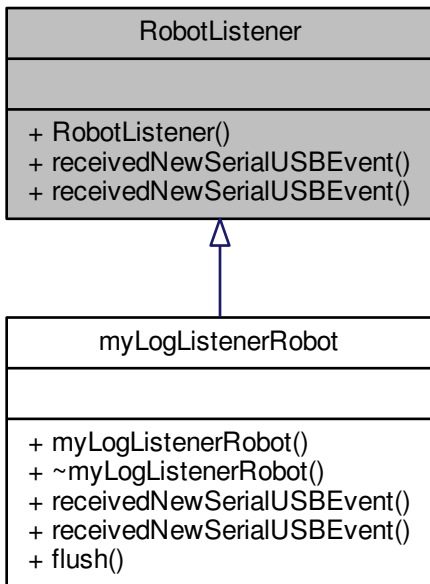 RobotListener
+ RobotListener()
+ receivedNewSerialUSBEvent()
+ receivedNewSerialUSBEvent()
myLogListenerRobot
+ myLogListenerRobot()
+ ~myLogListenerRobot()
+ receivedNewSerialUSBEvent()
+ receivedNewSerialUSBEvent()
+ flush()